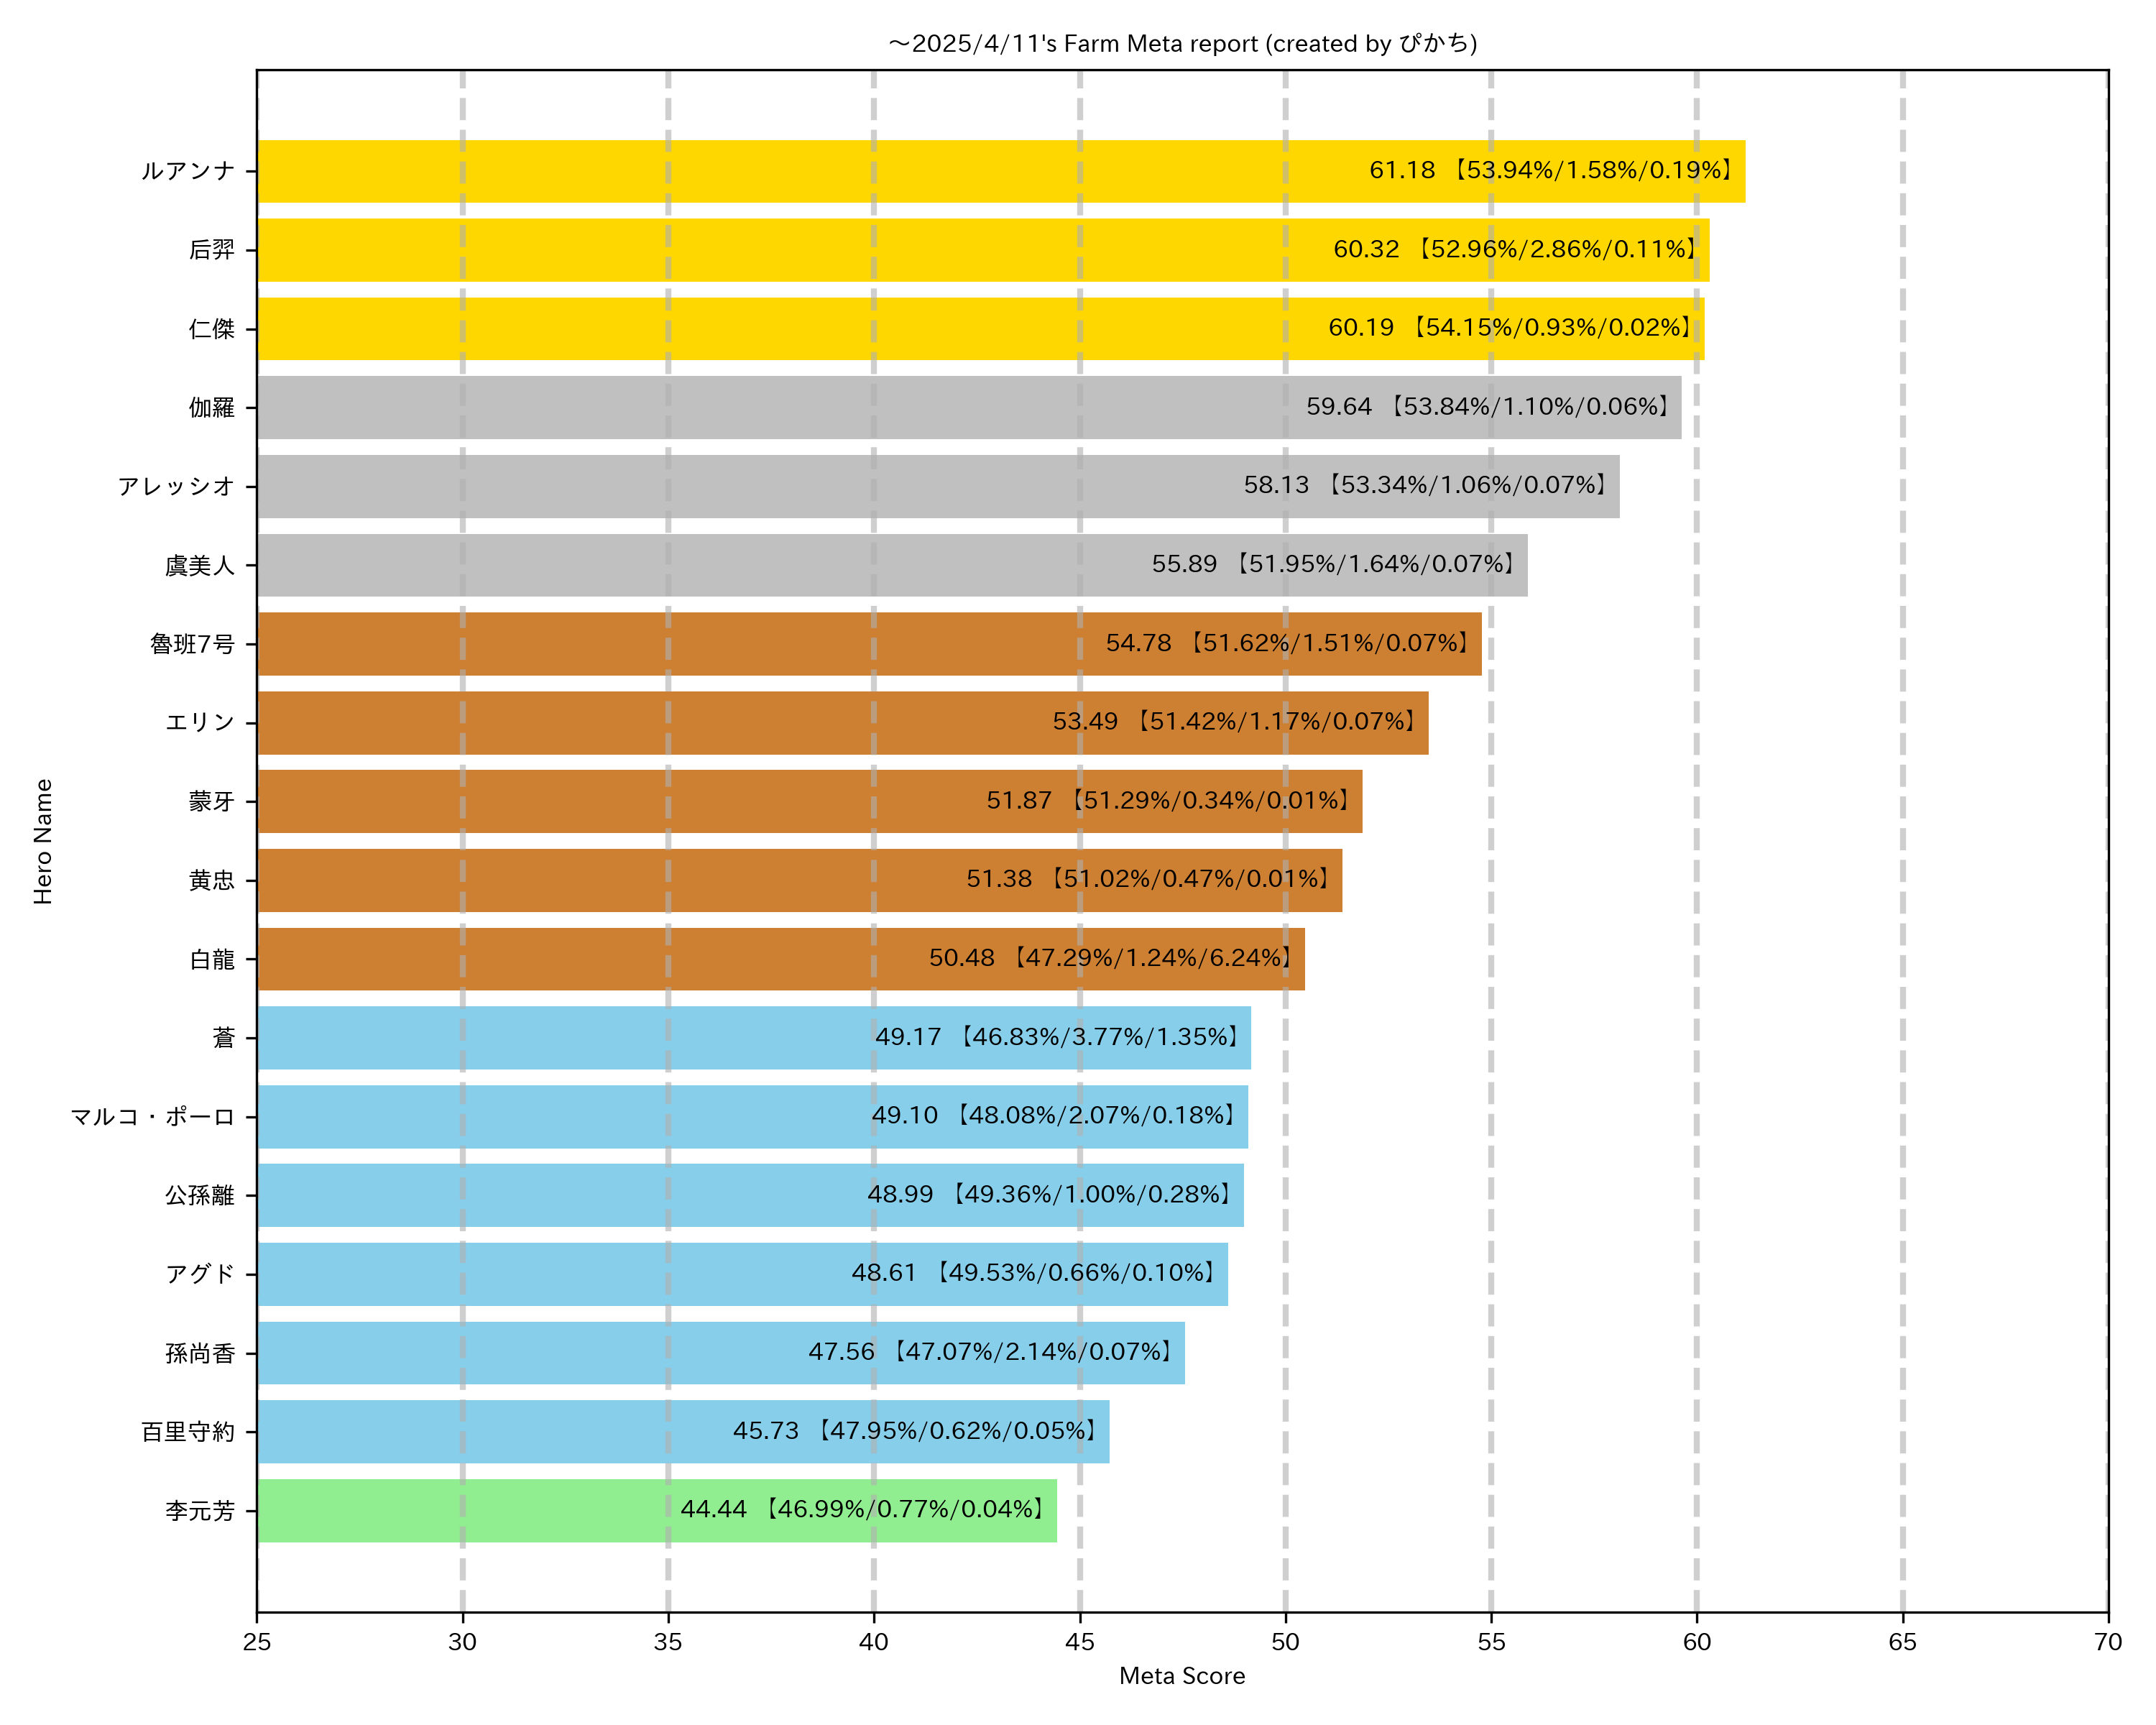 ～2025/4/11's Farm Meta report (created by ぴかち)
ルアンナ 61.18 【53.94%/1.58%/0.19%】
后羿 60.32 【52.96%/2.86%/0.11%】
仁傑 60.19 【54.15%/0.93%/0.02%】
伽羅 59.64 【53.84%/1.10%/0.06%】
アレッシオ 58.13 【53.34%/1.06%/0.07%】
虞美人 55.89 【51.95%/1.64%/0.07%】
魯班7号 54.78 【51.62%/1.51%/0.07%】
エリン 53.49 【51.42%/1.17%/0.07%】
蒙牙 51.87 【51.29%/0.34%/0.01%】
黄忠 51.38 【51.02%/0.47%/0.01%】
白龍 50.48 【47.29%/1.24%/6.24%】
蒼 49.17 【46.83%/3.77%/1.35%】
マルコ・ポーロ 49.10 【48.08%/2.07%/0.18%】
公孫離 48.99 【49.36%/1.00%/0.28%】
アグド 48.61 【49.53%/0.66%/0.10%】
孫尚香 47.56 【47.07%/2.14%/0.07%】
百里守約 45.73 【47.95%/0.62%/0.05%】
李元芳 44.44 【46.99%/0.77%/0.04%】
Hero Name
25 30 35 40 45 50 55 60 65 70
Meta Score